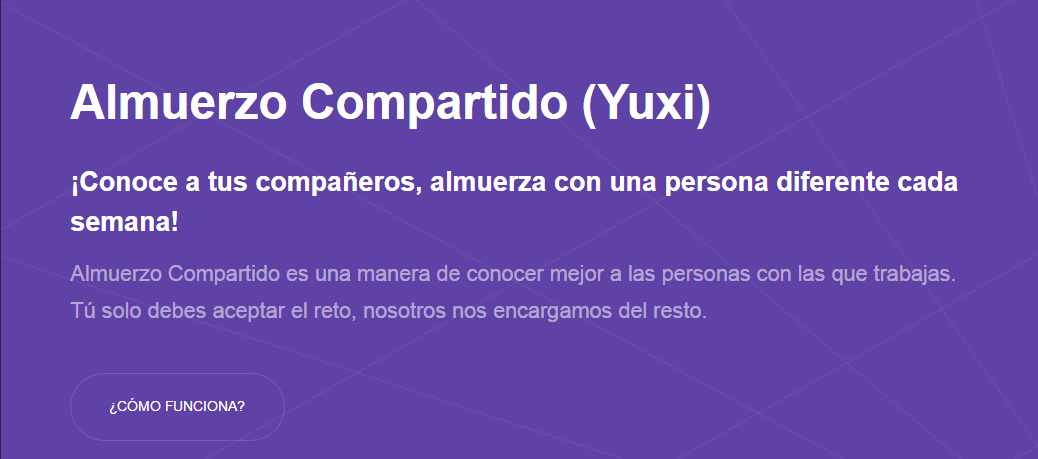 Almuerzo Compartido (Yuxi)
¡Conoce a tus compañeros, almuerza con una persona diferente cada
semana!
Almuerzo Compartido es una manera de conocer mejor a las personas con las que trabajas.
Tú solo debes aceptar el reto, nosotros nos encargamos del resto.
¿CÓMO FUNCIONA?